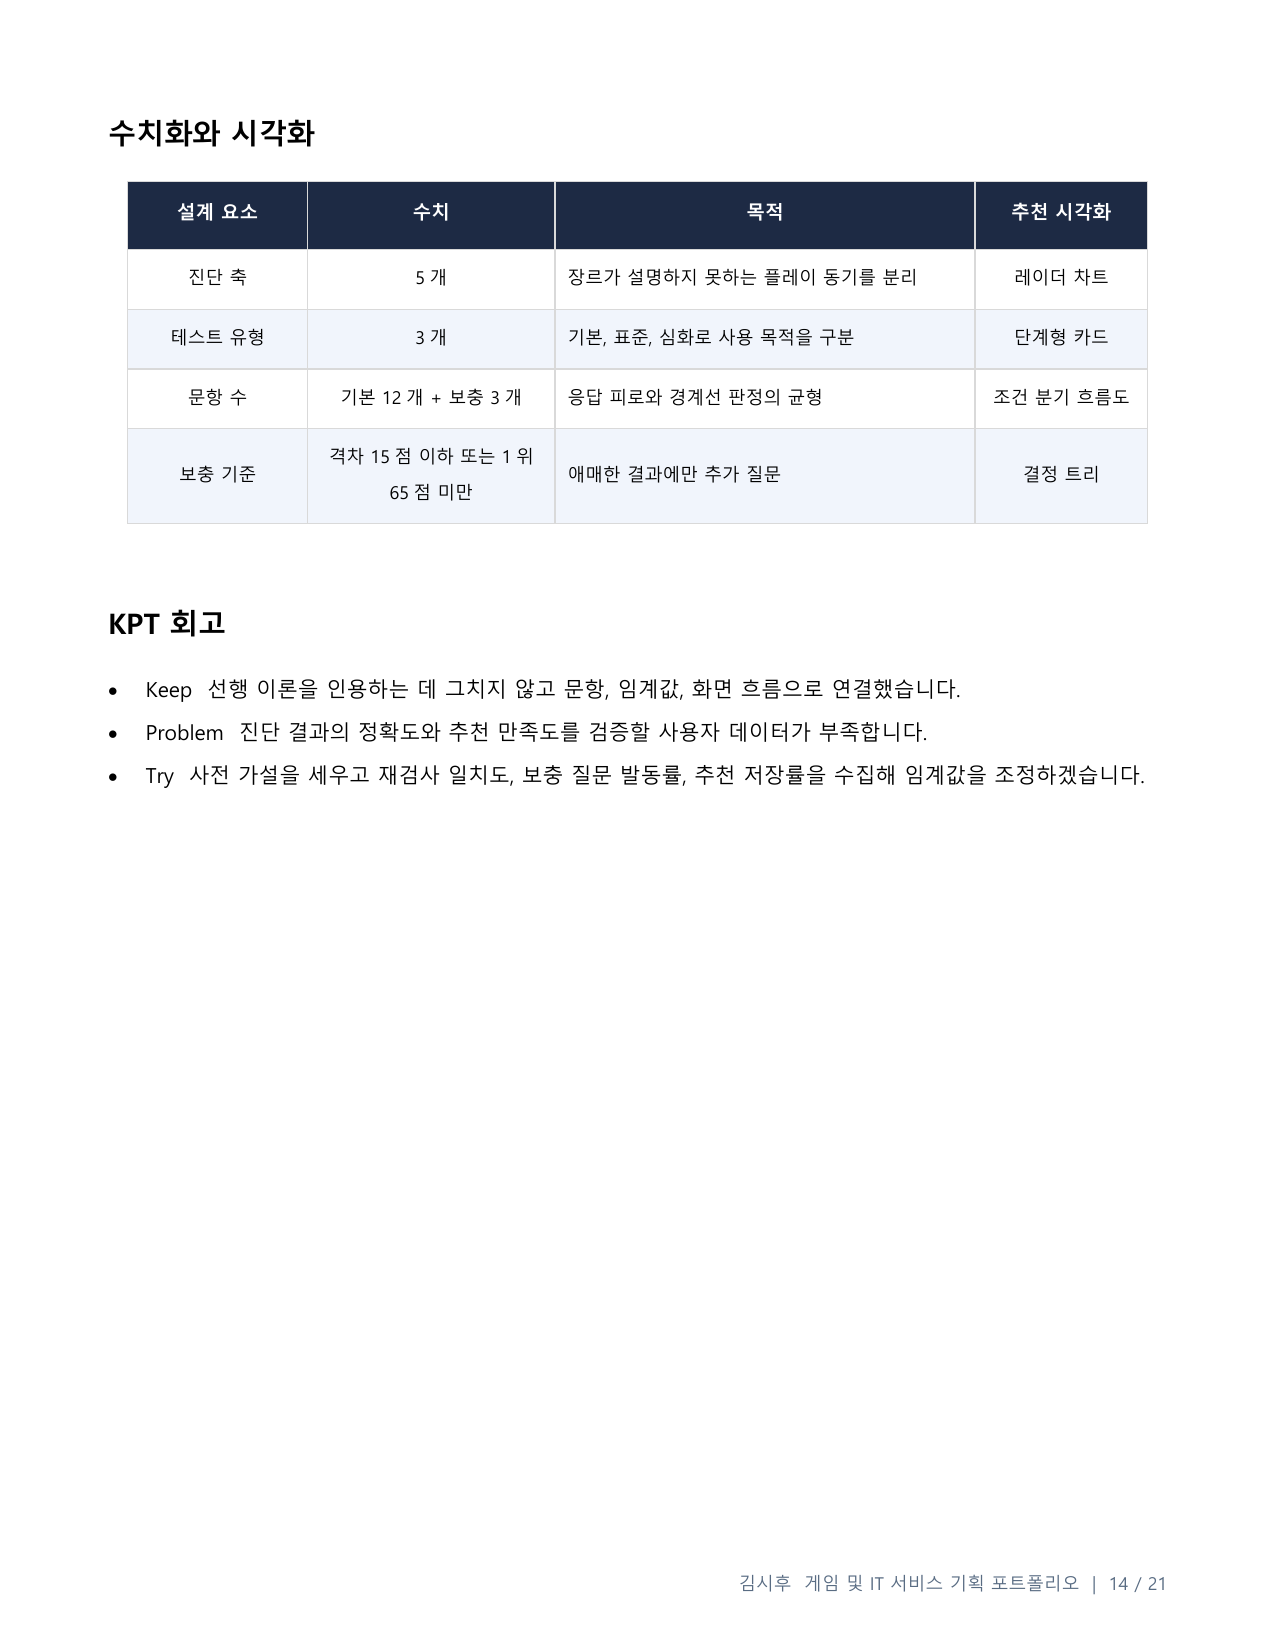 수치화와 시각화
설계 요소 수치 목적 추천 시각화
진단 축 5 개 장르가 설명하지 못하는 플레이 동기를 분리 레이더 차트
테스트 유형 3 개 기본, 표준, 심화로 사용 목적을 구분 단계형 카드
문항 수 기본 12 개 + 보충 3 개 응답 피로와 경계선 판정의 균형 조건 분기 흐름도
보충 기준 격차 15 점 이하 또는 1 위
65 점 미만 애매한 결과에만 추가 질문 결정 트리
KPT 회고
• Keep 선행 이론을 인용하는 데 그치지 않고 문항, 임계값, 화면 흐름으로 연결했습니다.
• Problem 진단 결과의 정확도와 추천 만족도를 검증할 사용자 데이터가 부족합니다.
• Try 사전 가설을 세우고 재검사 일치도, 보충 질문 발동률, 추천 저장률을 수집해 임계값을 조정하겠습니다.
김시후 게임 및 IT 서비스 기획 포트폴리오 | 14 / 21